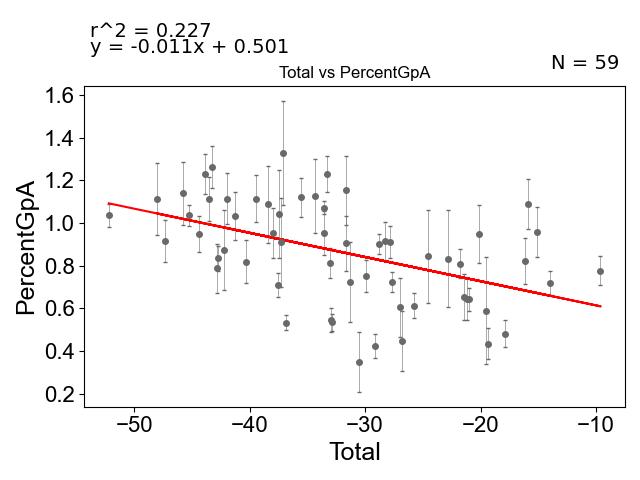 r^2 = 0.227
y = -0.011x + 0.501
N = 59
Total vs PercentGpA
1.6
1.4
1.2
1.0
0.8
0.6
0.4
0.2
PercentGpA
−50 −40 −30 −20 −10
Total